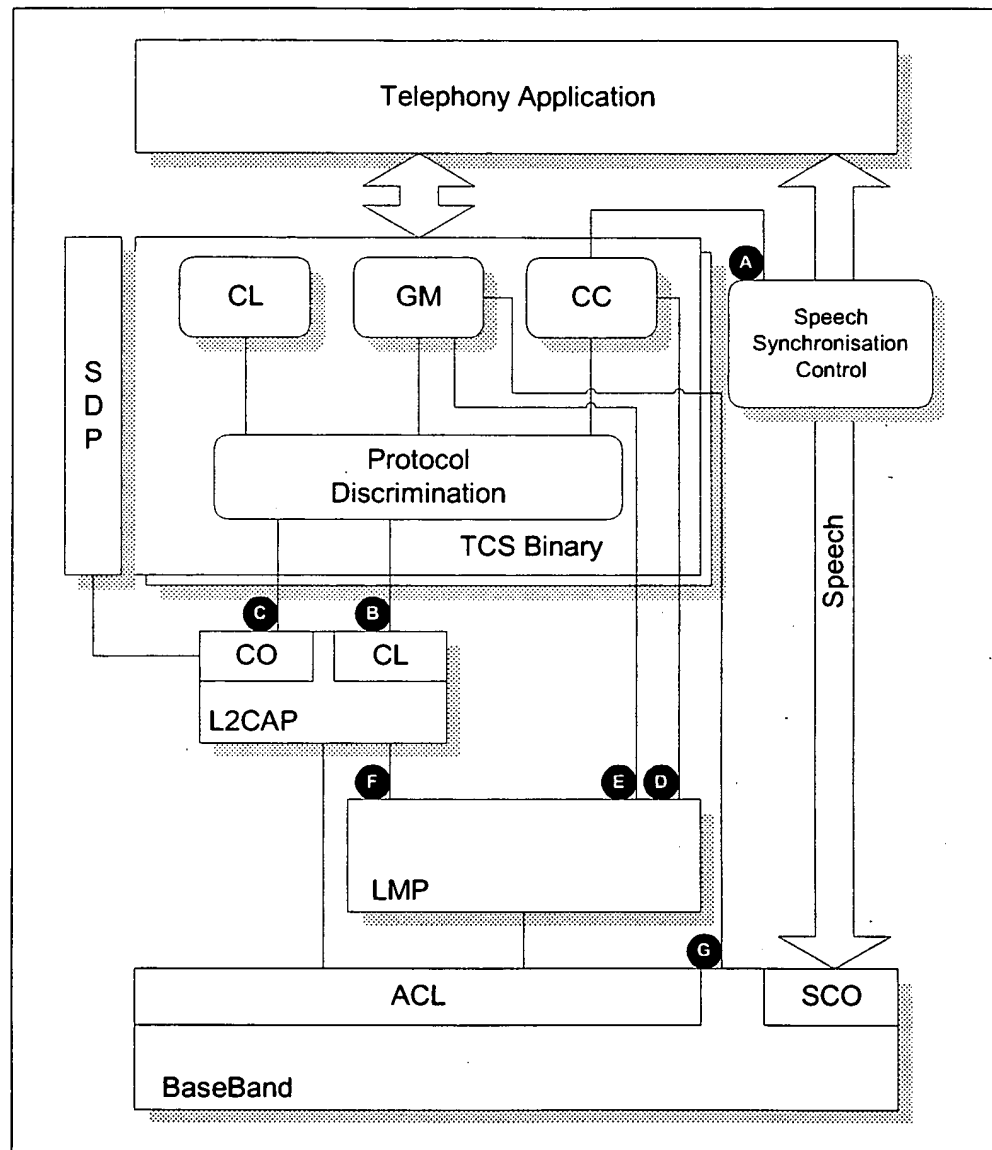 Telephony Application
A
CL
GM
CC
Speech
Synchronisation
Control
S
D
P
Protocol
Discrimination
TCS Binary
Speech
C
B
CO
CL
L2CAP
F
E
D
LMP
G
ACL
SCO
BaseBand